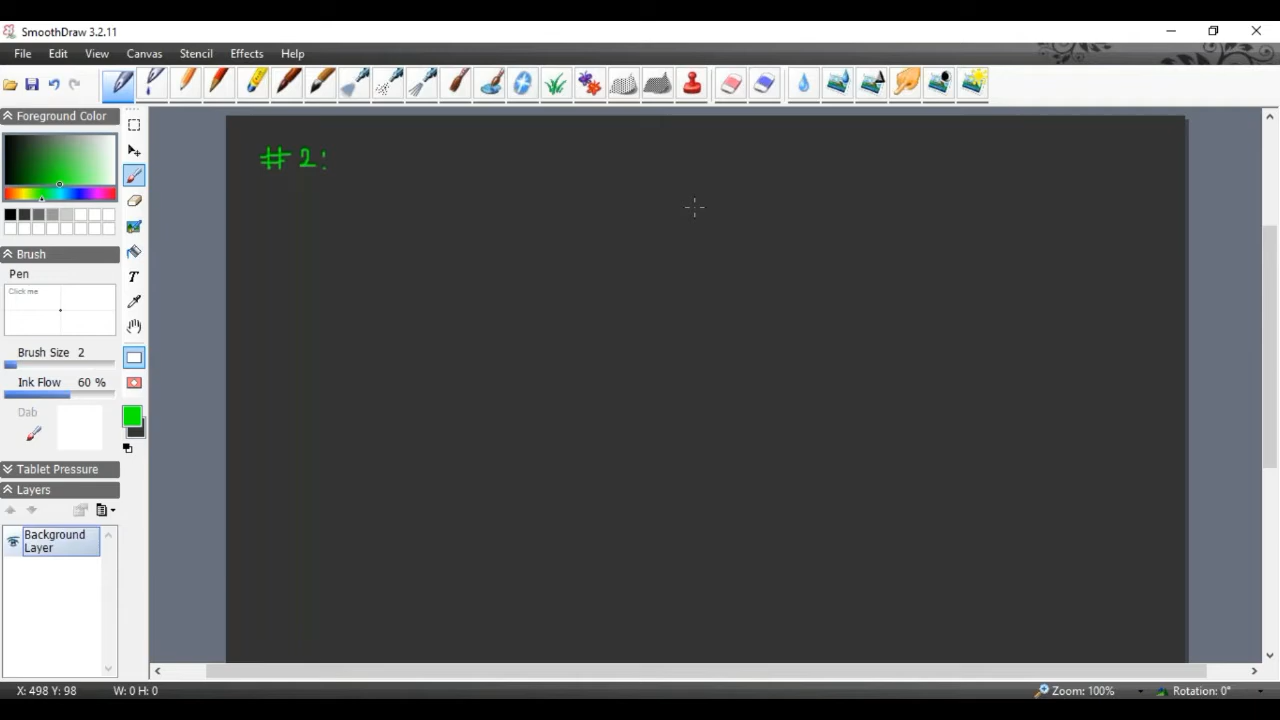 SmoothDraw 3.2.11
File Edit View Canvas Stencil Effects Help
Foreground Color
# 2:
Brush
Pen
Click me
Brush Size 2
Ink Flow 60 %
Dab
Tablet Pressure
Layers
Background
Layer
T
X: 498 Y: 98 W: 0 H: 0 Zoom: 100% Rotation: 0°